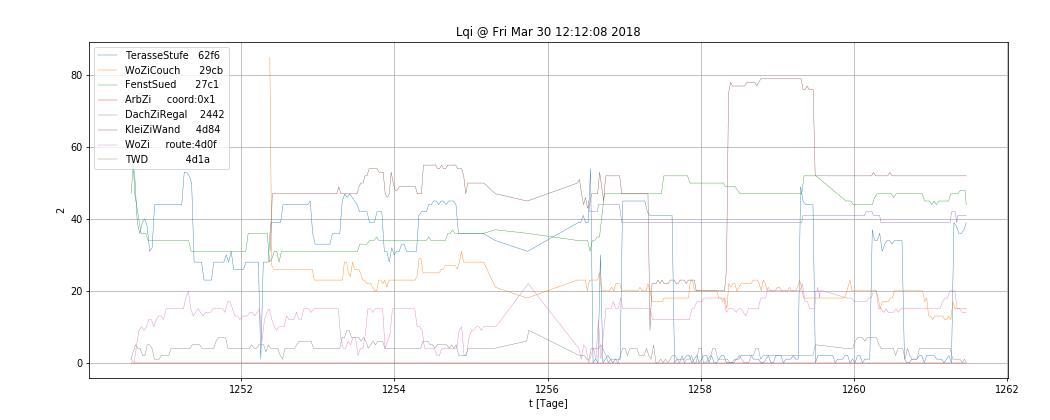 Lqi @ Fri Mar 30 12:12:08 2018
TerasseStufe 62f6
WoZiCouch 29cb
FenstSued 27c1
ArbZi coord:0x1
DachZiRegal 2442
KleiZiWand 4d84
WoZi route:4d0f
TWD 4d1a
80
60
40
20
0
2
1252 1254 1256 1258 1260 1262
t [Tage]